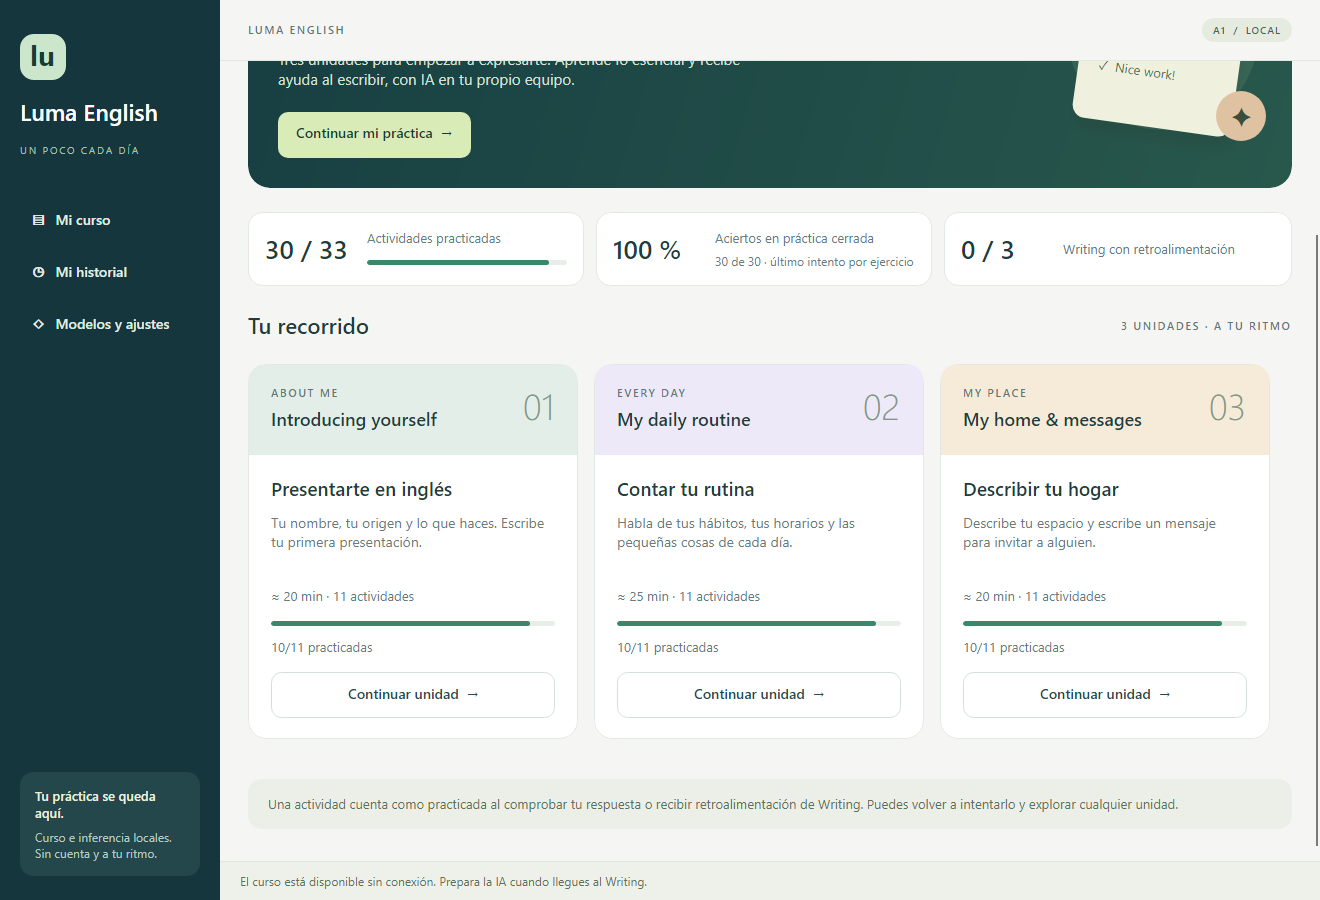 lu
Luma English
UN POCO CADA DÍA
Mi curso
Mi historial
Modelos y ajustes
Tu práctica se queda
aquí.
Curso e inferencia locales.
Sin cuenta y a tu ritmo.
LUMA ENGLISH
A1 / LOCAL
Tres unidades para empezar a expresarte. Aprende lo esencial y recibe
ayuda al escribir, con IA en tu propio equipo.
Continuar mi práctica →
✓ Nice work!
30 / 33
Actividades practicadas
100 %
Aciertos en práctica cerrada
30 de 30 · último intento por ejercicio
0 / 3
Writing con retroalimentación
Tu recorrido
3 UNIDADES · A TU RITMO
ABOUT ME
Introducing yourself
01
Presentarte en inglés
Tu nombre, tu origen y lo que haces. Escribe
tu primera presentación.
≈ 20 min · 11 actividades
10/11 practicadas
Continuar unidad →
EVERY DAY
My daily routine
02
Contar tu rutina
Habla de tus hábitos, tus horarios y las
pequeñas cosas de cada día.
≈ 25 min · 11 actividades
10/11 practicadas
Continuar unidad →
MY PLACE
My home & messages
03
Describir tu hogar
Describe tu espacio y escribe un mensaje
para invitar a alguien.
≈ 20 min · 11 actividades
10/11 practicadas
Continuar unidad →
Una actividad cuenta como practicada al comprobar tu respuesta o recibir retroalimentación de Writing. Puedes volver a intentarlo y explorar cualquier unidad.
El curso está disponible sin conexión. Prepara la IA cuando llegues al Writing.